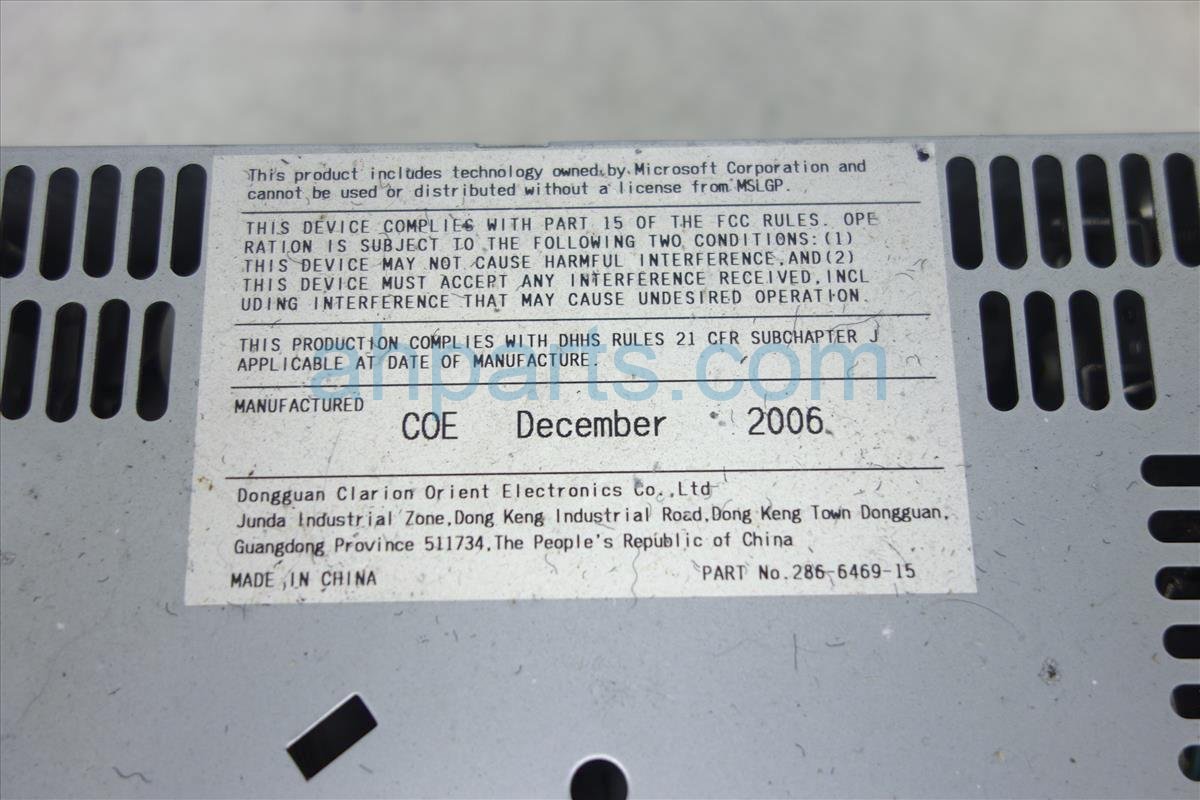 This product includes technology owned by Microsoft Corporation and
cannot be used or distributed without a license from MSLGP.
THIS DEVICE COMPLIES WITH PART 15 OF THE FCC RULES. OPE
RATION IS SUBJECT TO THE FOLLOWING TWO CONDITIONS:(1)
THIS DEVICE MAY NOT CAUSE HARMFUL INTERFERENCE,AND(2)
THIS DEVICE MUST ACCEPT ANY INTERFERENCE RECEIVED,INCL
UDING INTERFERENCE THAT MAY CAUSE UNDESIRED OPERATION.
THIS PRODUCTION COMPLIES WITH DHHS RULES 21 CFR SUBCHAPTER J
APPLICABLE AT DATE OF MANUFACTURE.
ahparts.com
MANUFACTURED
COE December 2006
Dongguan Clarion Orient Electronics Co.,Ltd
Junda Industrial Zone,Dong Keng Industrial Road,Dong Keng Town Dongguan,
Guangdong Province 511734,The People's Republic of China
MADE IN CHINA PART No.286-6469-15